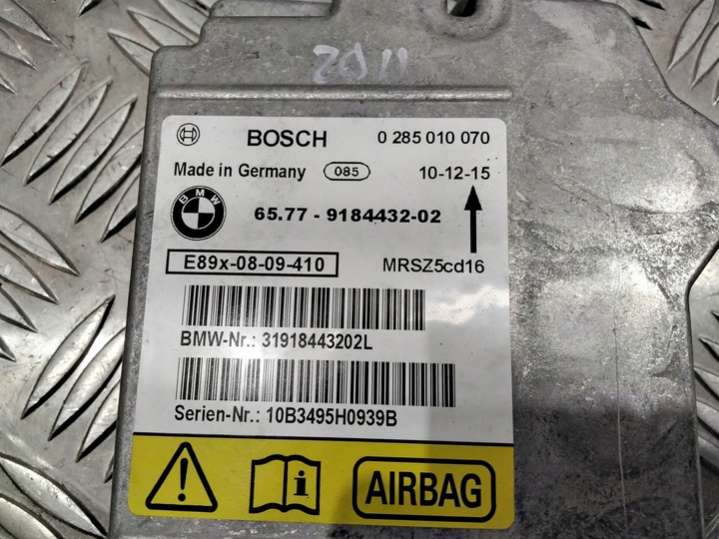 2011
BOSCH 0 285 010 070
Made in Germany 085 10-12-15
BMW 65.77 - 9184432-02
E89x-08-09-410 MRSZ5cd16
BMW-Nr.: 31918443202L
Serien-Nr.: 10B3495H0939B
i AIRBAG